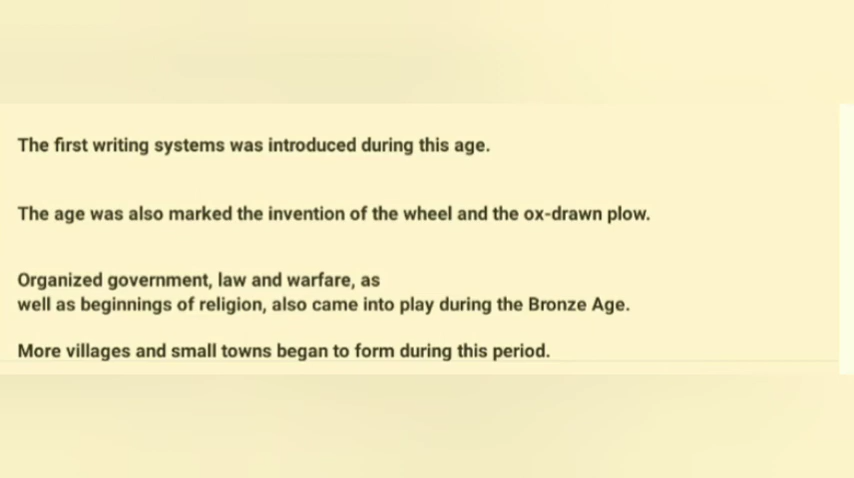 The first writing systems was introduced during this age.
The age was also marked the invention of the wheel and the ox-drawn plow.
Organized government, law and warfare, as
well as beginnings of religion, also came into play during the Bronze Age.
More villages and small towns began to form during this period.